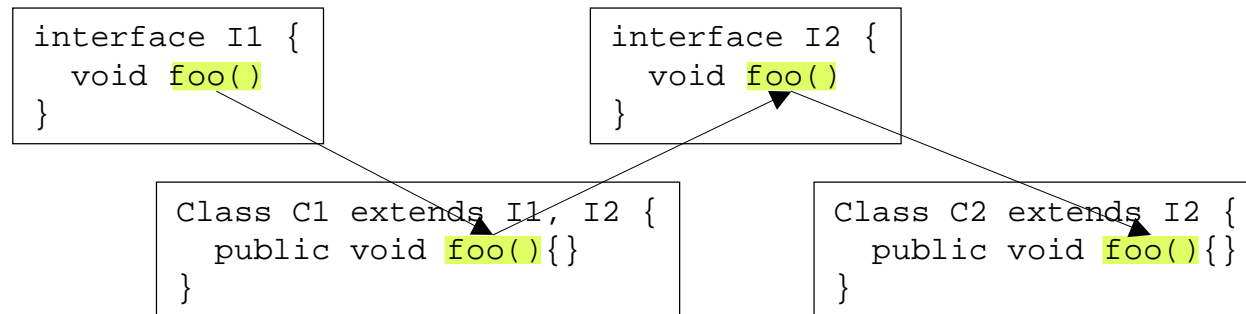 interface I1 {
void foo()
}
interface I2 {
void foo()
}
Class C1 extends I1, I2 {
public void foo(){}
}
Class C2 extends I2 {
public void foo(){}
}